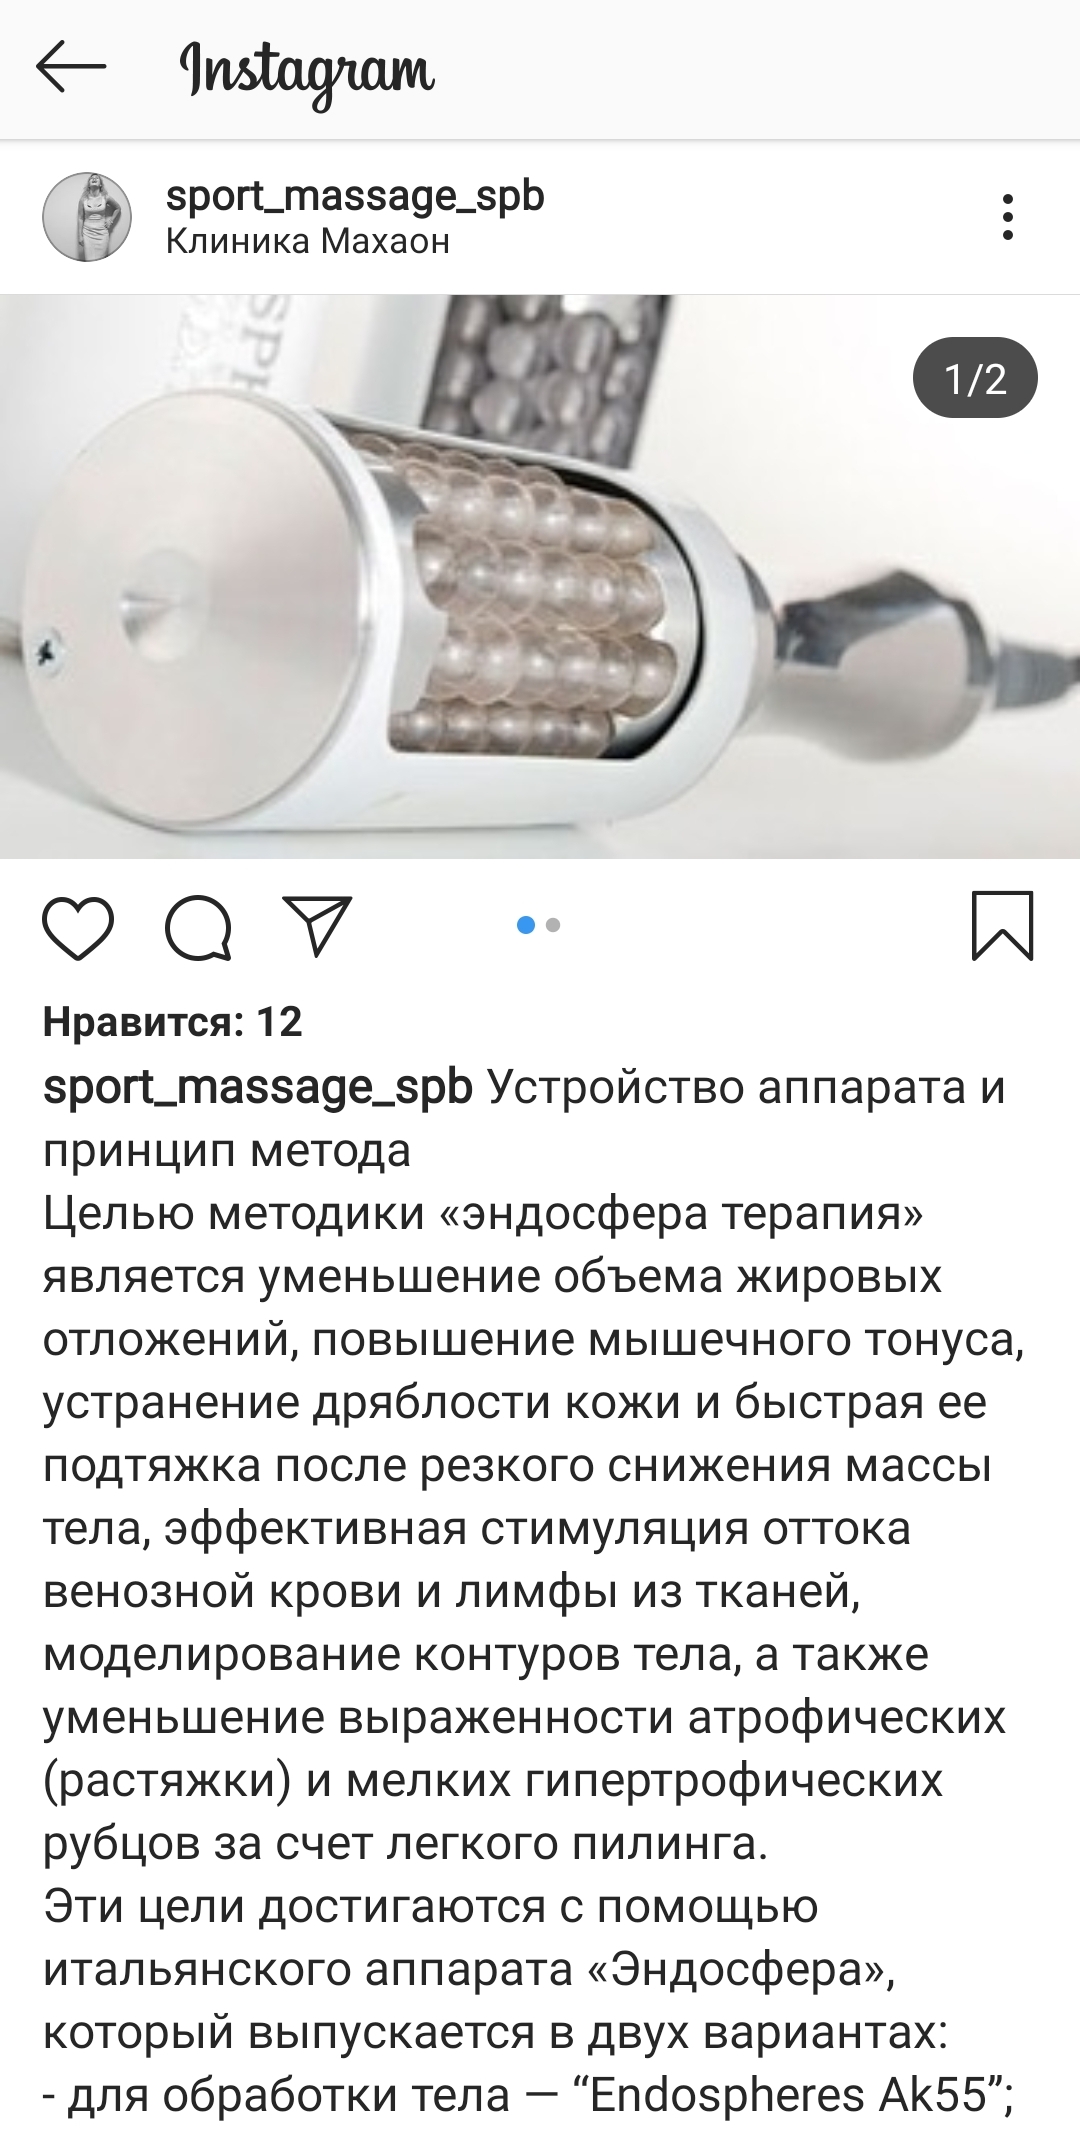 Instagram
sport_massage_spb
Клиника Махаон
SPE
1/2
Нравится: 12
sport_massage_spb Устройство аппарата и
принцип метода
Целью методики «эндосфера терапия»
является уменьшение объема жировых
отложений, повышение мышечного тонуса,
устранение дряблости кожи и быстрая ее
подтяжка после резкого снижения массы
тела, эффективная стимуляция оттока
венозной крови и лимфы из тканей,
моделирование контуров тела, а также
уменьшение выраженности атрофических
(растяжки) и мелких гипертрофических
рубцов за счет легкого пилинга.
Эти цели достигаются с помощью
итальянского аппарата «Эндосфера»,
который выпускается в двух вариантах:
- для обработки тела — “Endospheres Ak55”;